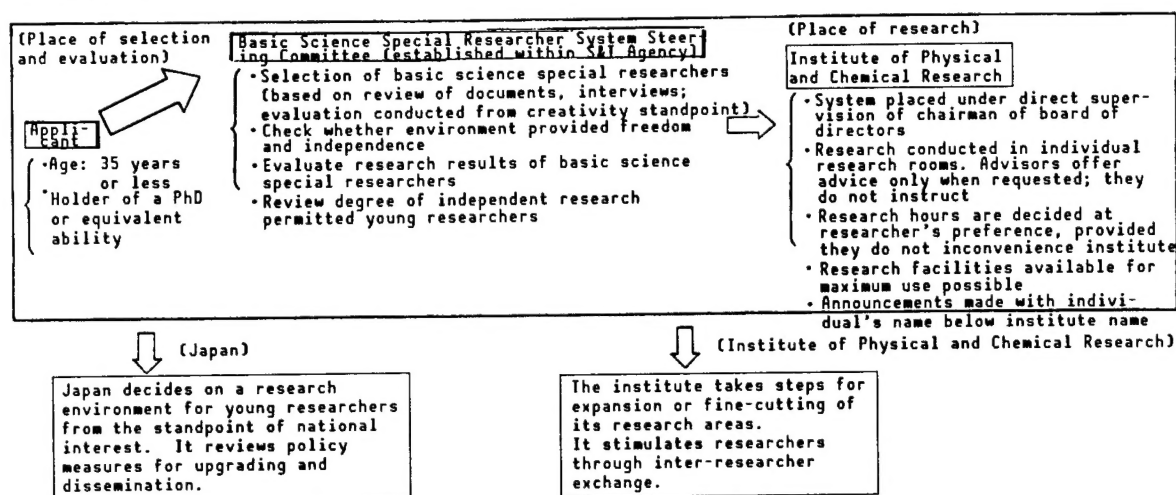 (Place of selection
and evaluation)
Appli-
cant
•Age: 35 years
or less
•Holder of a PhD
or equivalent
ability
Basic Science Special Researcher System Steer-
ing Committee (established within S&T Agency)
•Selection of basic science special researchers
(based on review of documents, interviews;
evaluation conducted from creativity standpoint)
•Check whether environment provided freedom
and independence
•Evaluate research results of basic science
special researchers
•Review degree of independent research
permitted young researchers
(Place of research)
Institute of Physical
and Chemical Research
•System placed under direct super-
vision of chairman of board of
directors
•Research conducted in individual
research rooms. Advisors offer
advice only when requested; they
do not instruct
•Research hours are decided at
researcher's preference, provided
they do not inconvenience institute
•Research facilities available for
maximum use possible
•Announcements made with indivi-
dual's name below institute name
(Japan)
Japan decides on a research
environment for young researchers
from the standpoint of national
interest. It reviews policy
measures for upgrading and
dissemination.
(Institute of Physical and Chemical Research)
The institute takes steps for
expansion or fine-cutting of
its research areas.
It stimulates researchers
through inter-researcher
exchange.